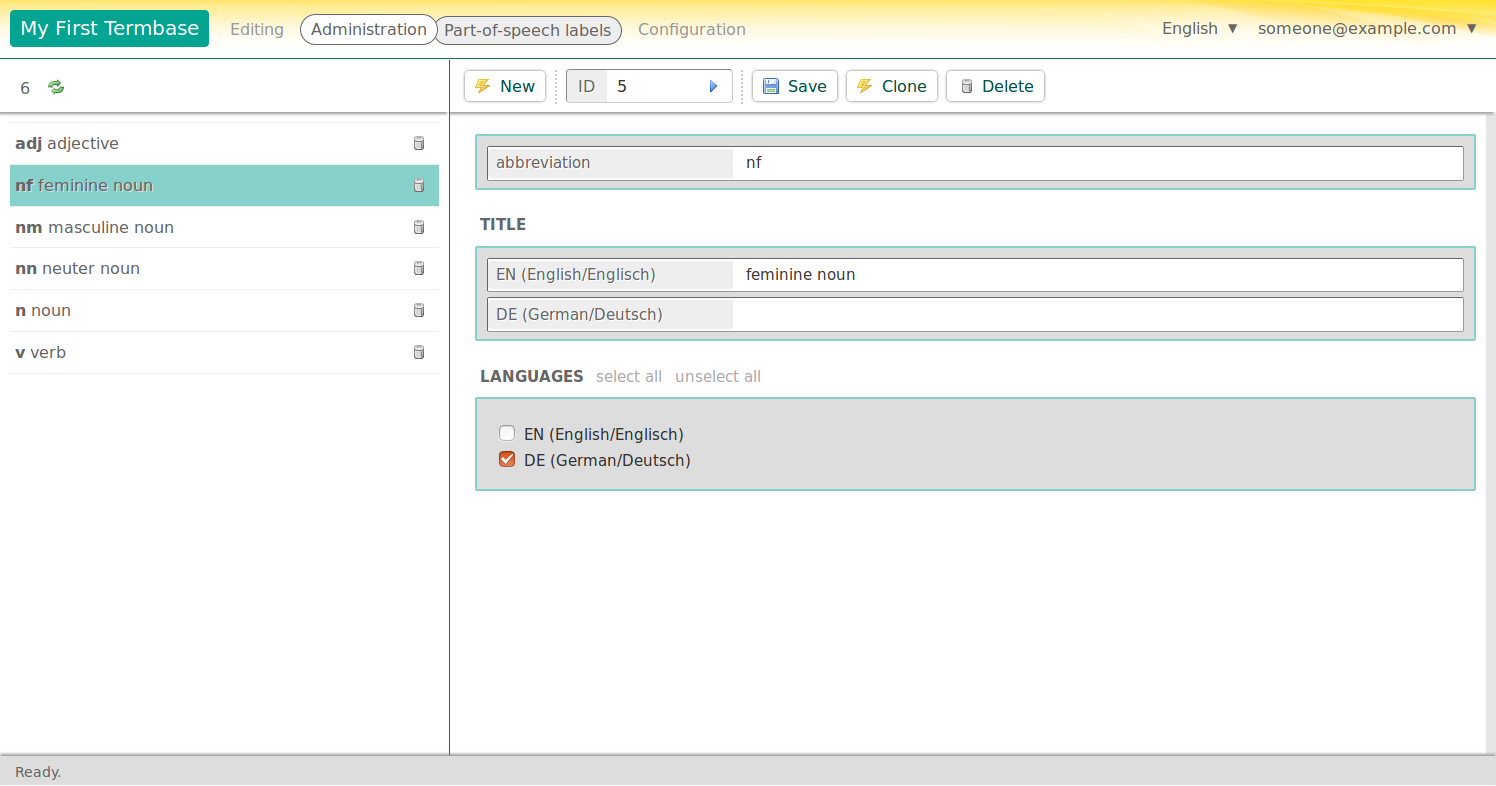 My First Termbase Editing Administration Part-of-speech labels Configuration English ▼ someone@example.com ▼
6
New ID 5 Save Clone Delete
adj adjective
nf feminine noun
nm masculine noun
nn neuter noun
n noun
v verb
abbreviation nf
TITLE
EN (English/Englisch) feminine noun
DE (German/Deutsch)
LANGUAGES select all unselect all
EN (English/Englisch)
DE (German/Deutsch)
Ready.